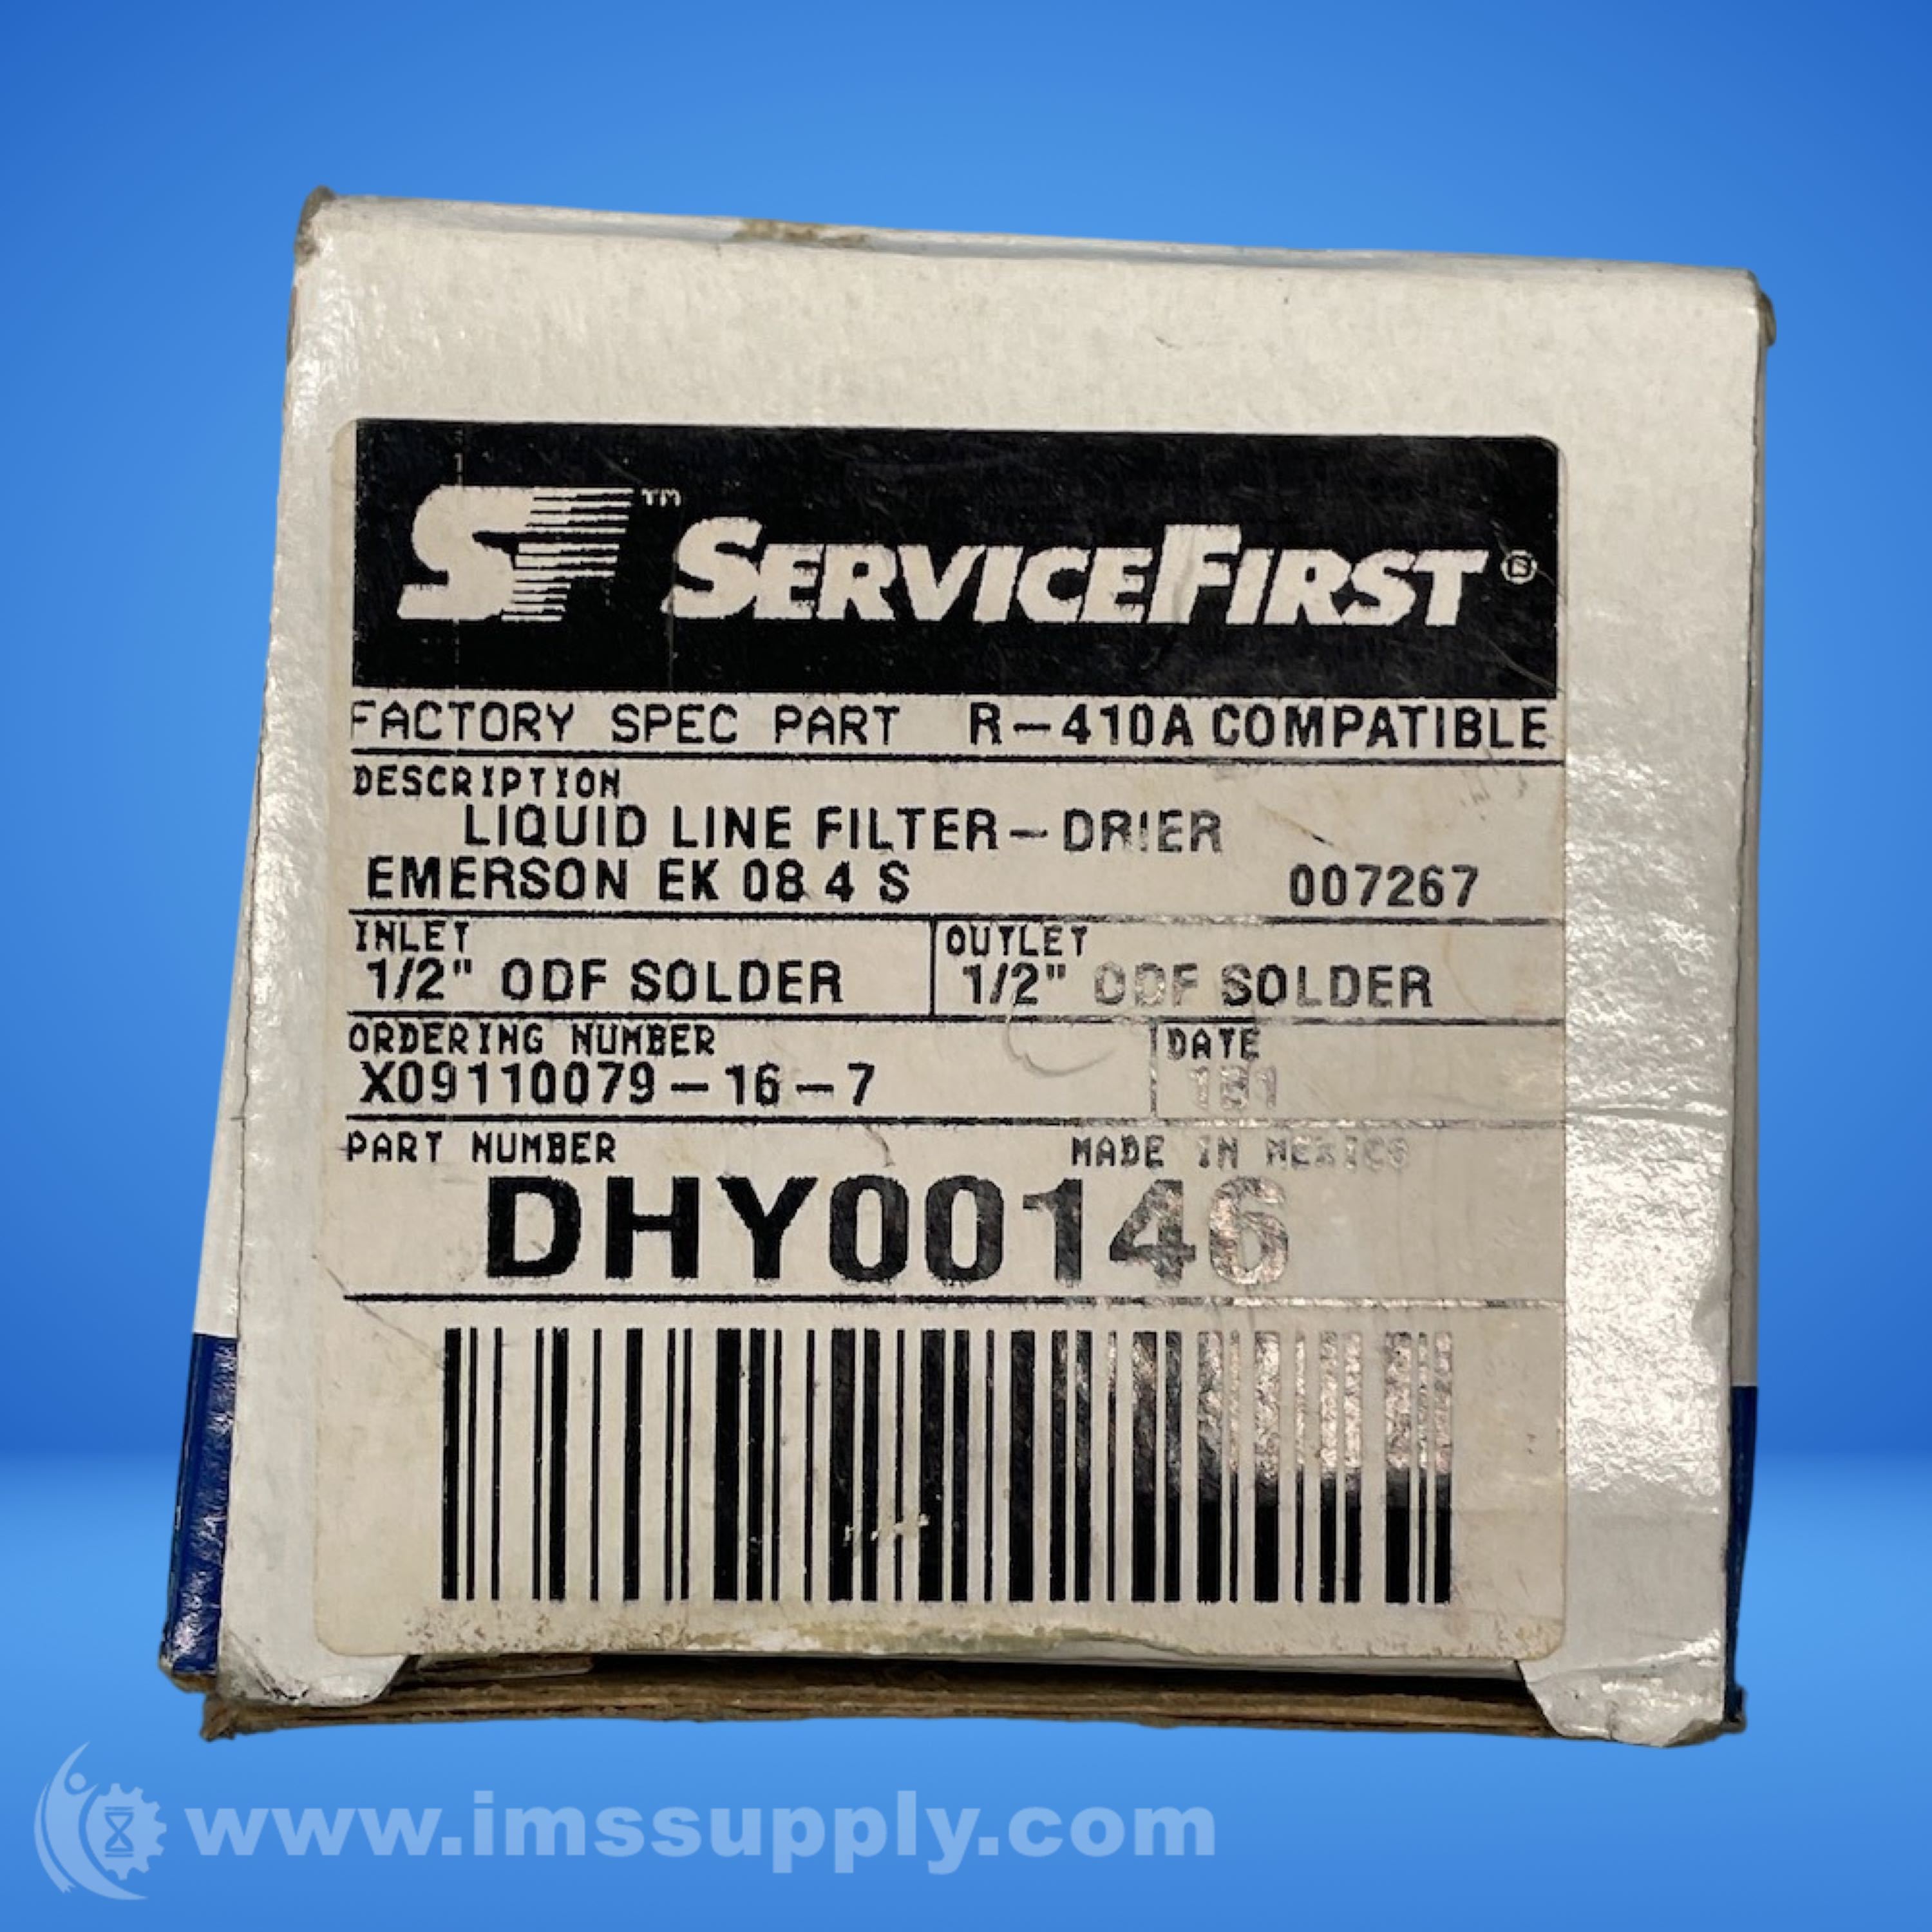 SF™ SERVICEFIRST®
FACTORY SPEC PART R-410A COMPATIBLE
DESCRIPTION
LIQUID LINE FILTER-DRIER
EMERSON EK 08 4 S 007267
INLET
1/2" ODF SOLDER
OUTLET
1/2" ODF SOLDER
ORDERING NUMBER
X09110079-16-7
DATE
PART NUMBER MADE IN MEXICO
DHY00146
www.imssupply.com